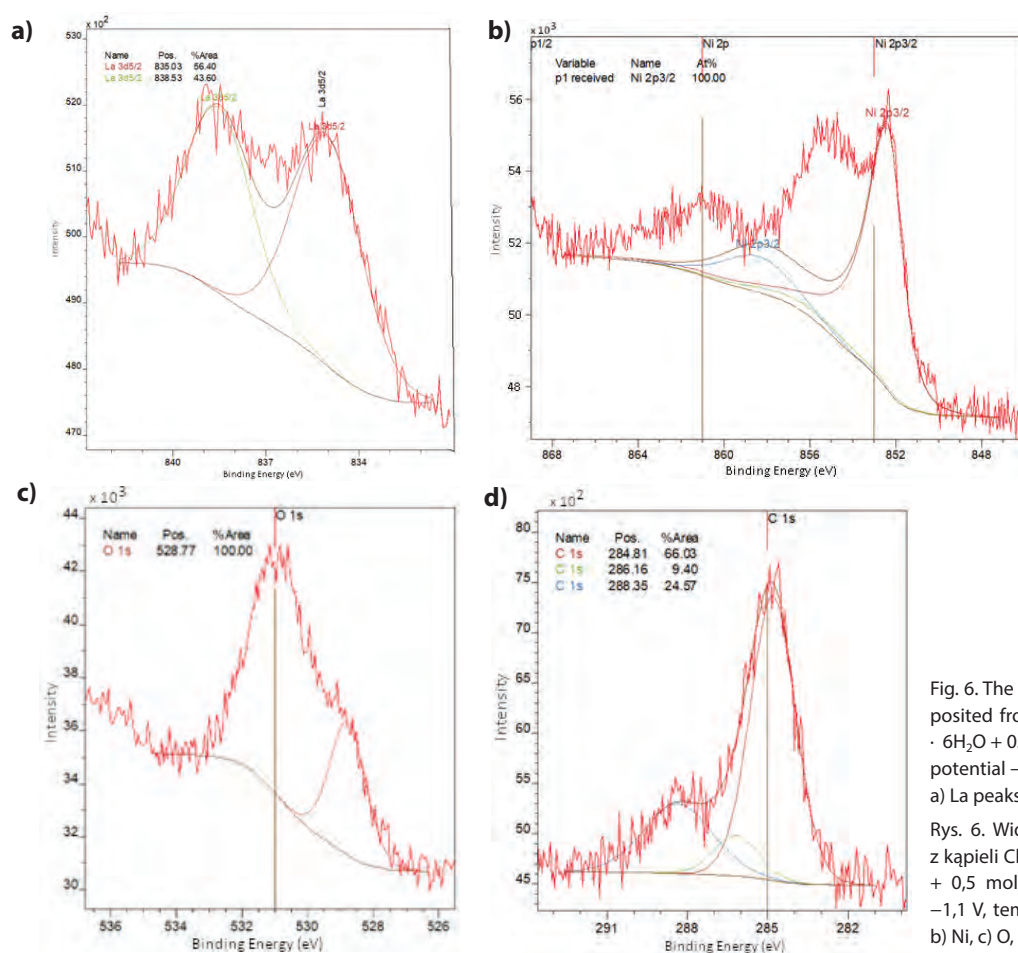 a)
x 10²
Name Pos. %Area
La 3d5/2 835.03 56.40
La 3d5/2 838.53 43.60
La 3d5/2
La 3d5/2
La 3d5/2
530
520
510
500
490
480
470
Intensity
840 837 834
Binding Energy (eV)
b)
x 10³
p1/2 Ni 2p Ni 2p3/2
Variable Name At%
p1 received Ni 2p3/2 100.00
Ni 2p3/2
Ni 2p3/2
56
54
52
50
48
Intensity
868 864 860 856 852 848
Binding Energy (eV)
c)
x 10³
O 1s
Name Pos. %Area
O 1s 528.77 100.00
44
42
40
38
35
34
31
30
Intensity
536 534 533 531 530 528 526
Binding Energy (eV)
d)
x 10²
C 1s
Name Pos. %Area
C 1s 284.81 66.03
C 1s 286.16 9.40
C 1s 288.35 24.57
80
75
70
65
60
55
50
45
Intensity
291 288 285 282
Binding Energy (eV)
Fig. 6. The
posited fro
· 6H₂O + 0
potential –
a) La peaks
Rys. 6. Wid
z kąpieli Cl
+ 0,5 mol
−1,1 V, ten
b) Ni, c) O,